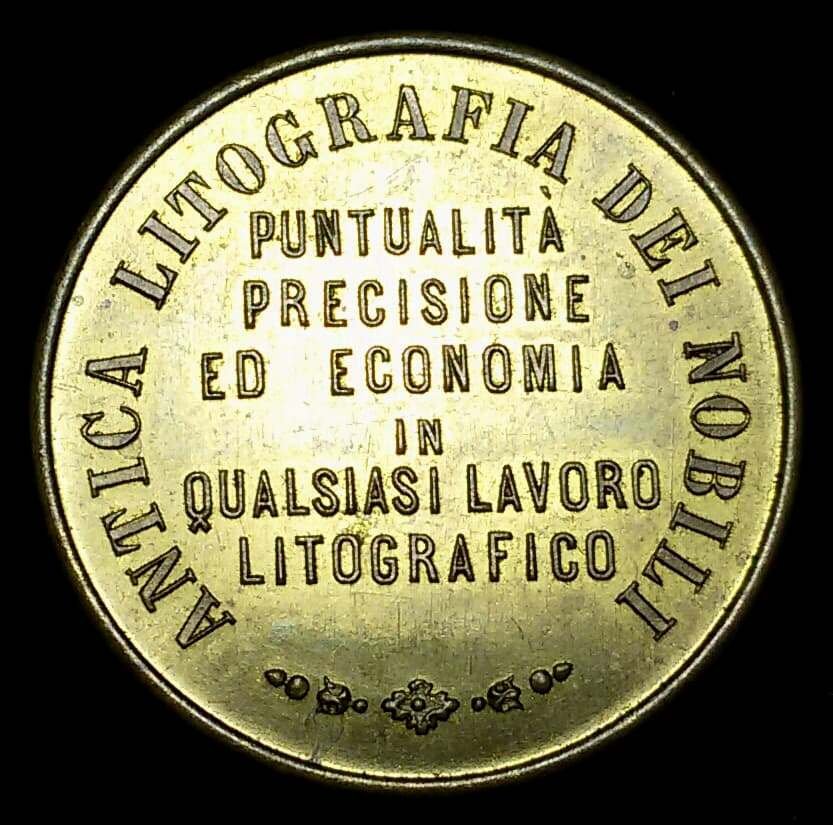 ANTICA LITOGRAFIA DEI NOBILI
PUNTUALITÀ
PRECISIONE
ED ECONOMIA
IN
QUALSIASI LAVORO
LITOGRAFICO